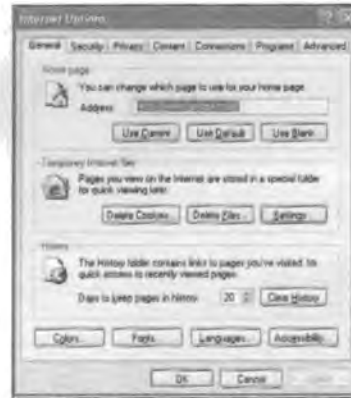 Internet Options
General Security Privacy Content Connections Programs Advanced
Home page
You can change which page to use for your home page.
Address:
Use Current Use Default Use Blank
Temporary Internet files
Pages you view on the Internet are stored in a special folder
for quick viewing later.
Delete Cookies... Delete Files... Settings...
History
The History folder contains links to pages you've visited, for
quick access to recently viewed pages.
Days to keep pages in history: 20 Clear History
Colors... Fonts... Languages... Accessibility...
OK Cancel